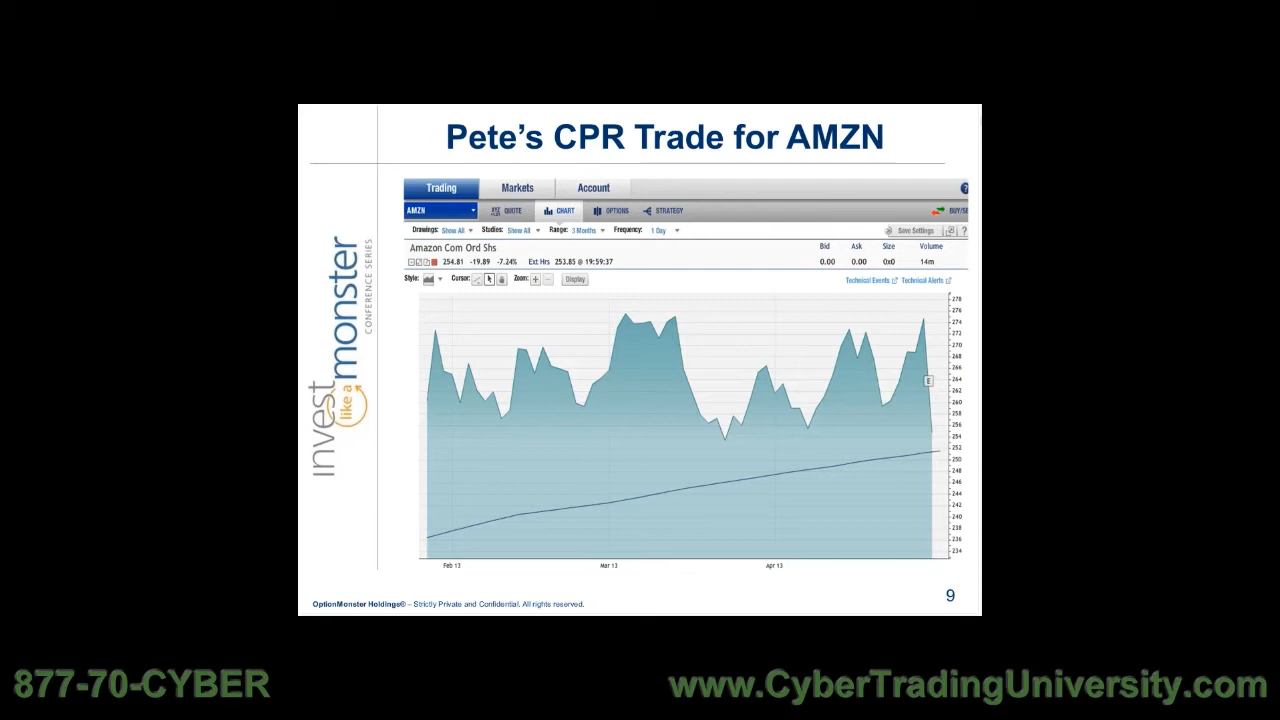 Pete's CPR Trade for AMZN
Trading Markets Account ?
AMZN QUOTE CHART OPTIONS STRATEGY BUY/SE
Drawings: Show All Studies: Show All Range: 3 Months Frequency: 1 Day Save Settings ?
Amazon Com Ord Shs Bid Ask Size Volume
254.81 -19.89 -7.24% Ext Hrs 253.85 @ 19:59:37 0.00 0.00 0x0 14m
Style: Cursor: Zoom: + - Display Technical Events Technical Alerts
278
276
274
272
270
268
266
264
262
260
258
256
254
252
250
248
246
244
242
240
238
236
234
E
Feb 13 Mar 13 Apr 13
invest
like a
monster
CONFERENCE SERIES
OptionMonster Holdings® – Strictly Private and Confidential. All rights reserved.
9
877-70-CYBER
www.CyberTradingUniversity.com